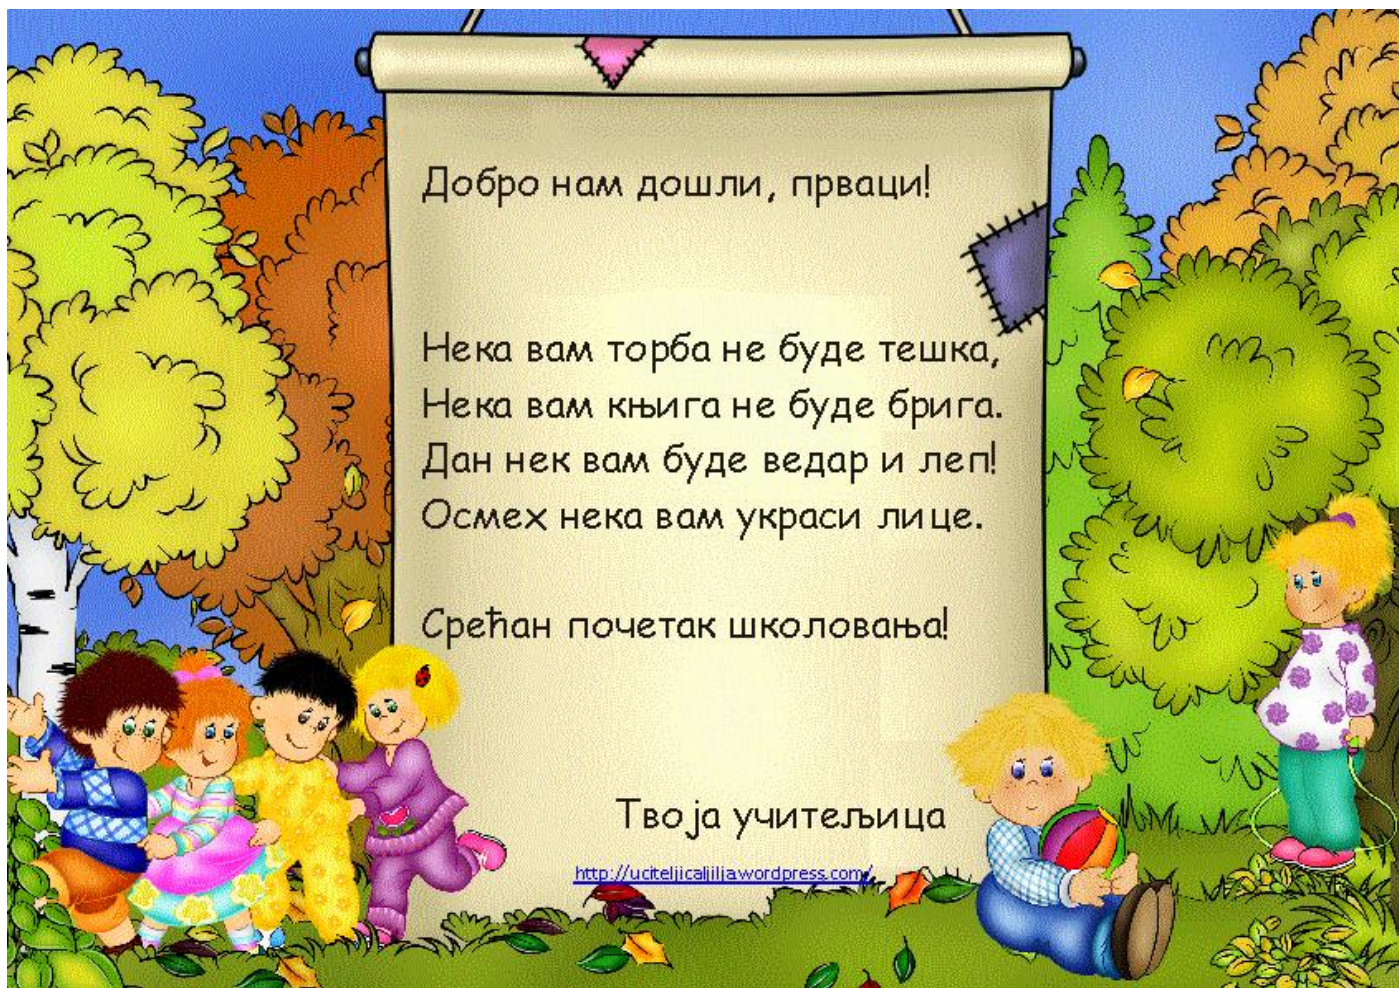 Добро нам дошли, прваци!
Нека вам торба не буде тешка,
Нека вам књига не буде брига.
Дан нек вам буде ведар и леп!
Осмех нека вам украси лице.
Срећан почетак школовања!
Твоја учитељица
http://uciteljicaljilja.wordpress.com/